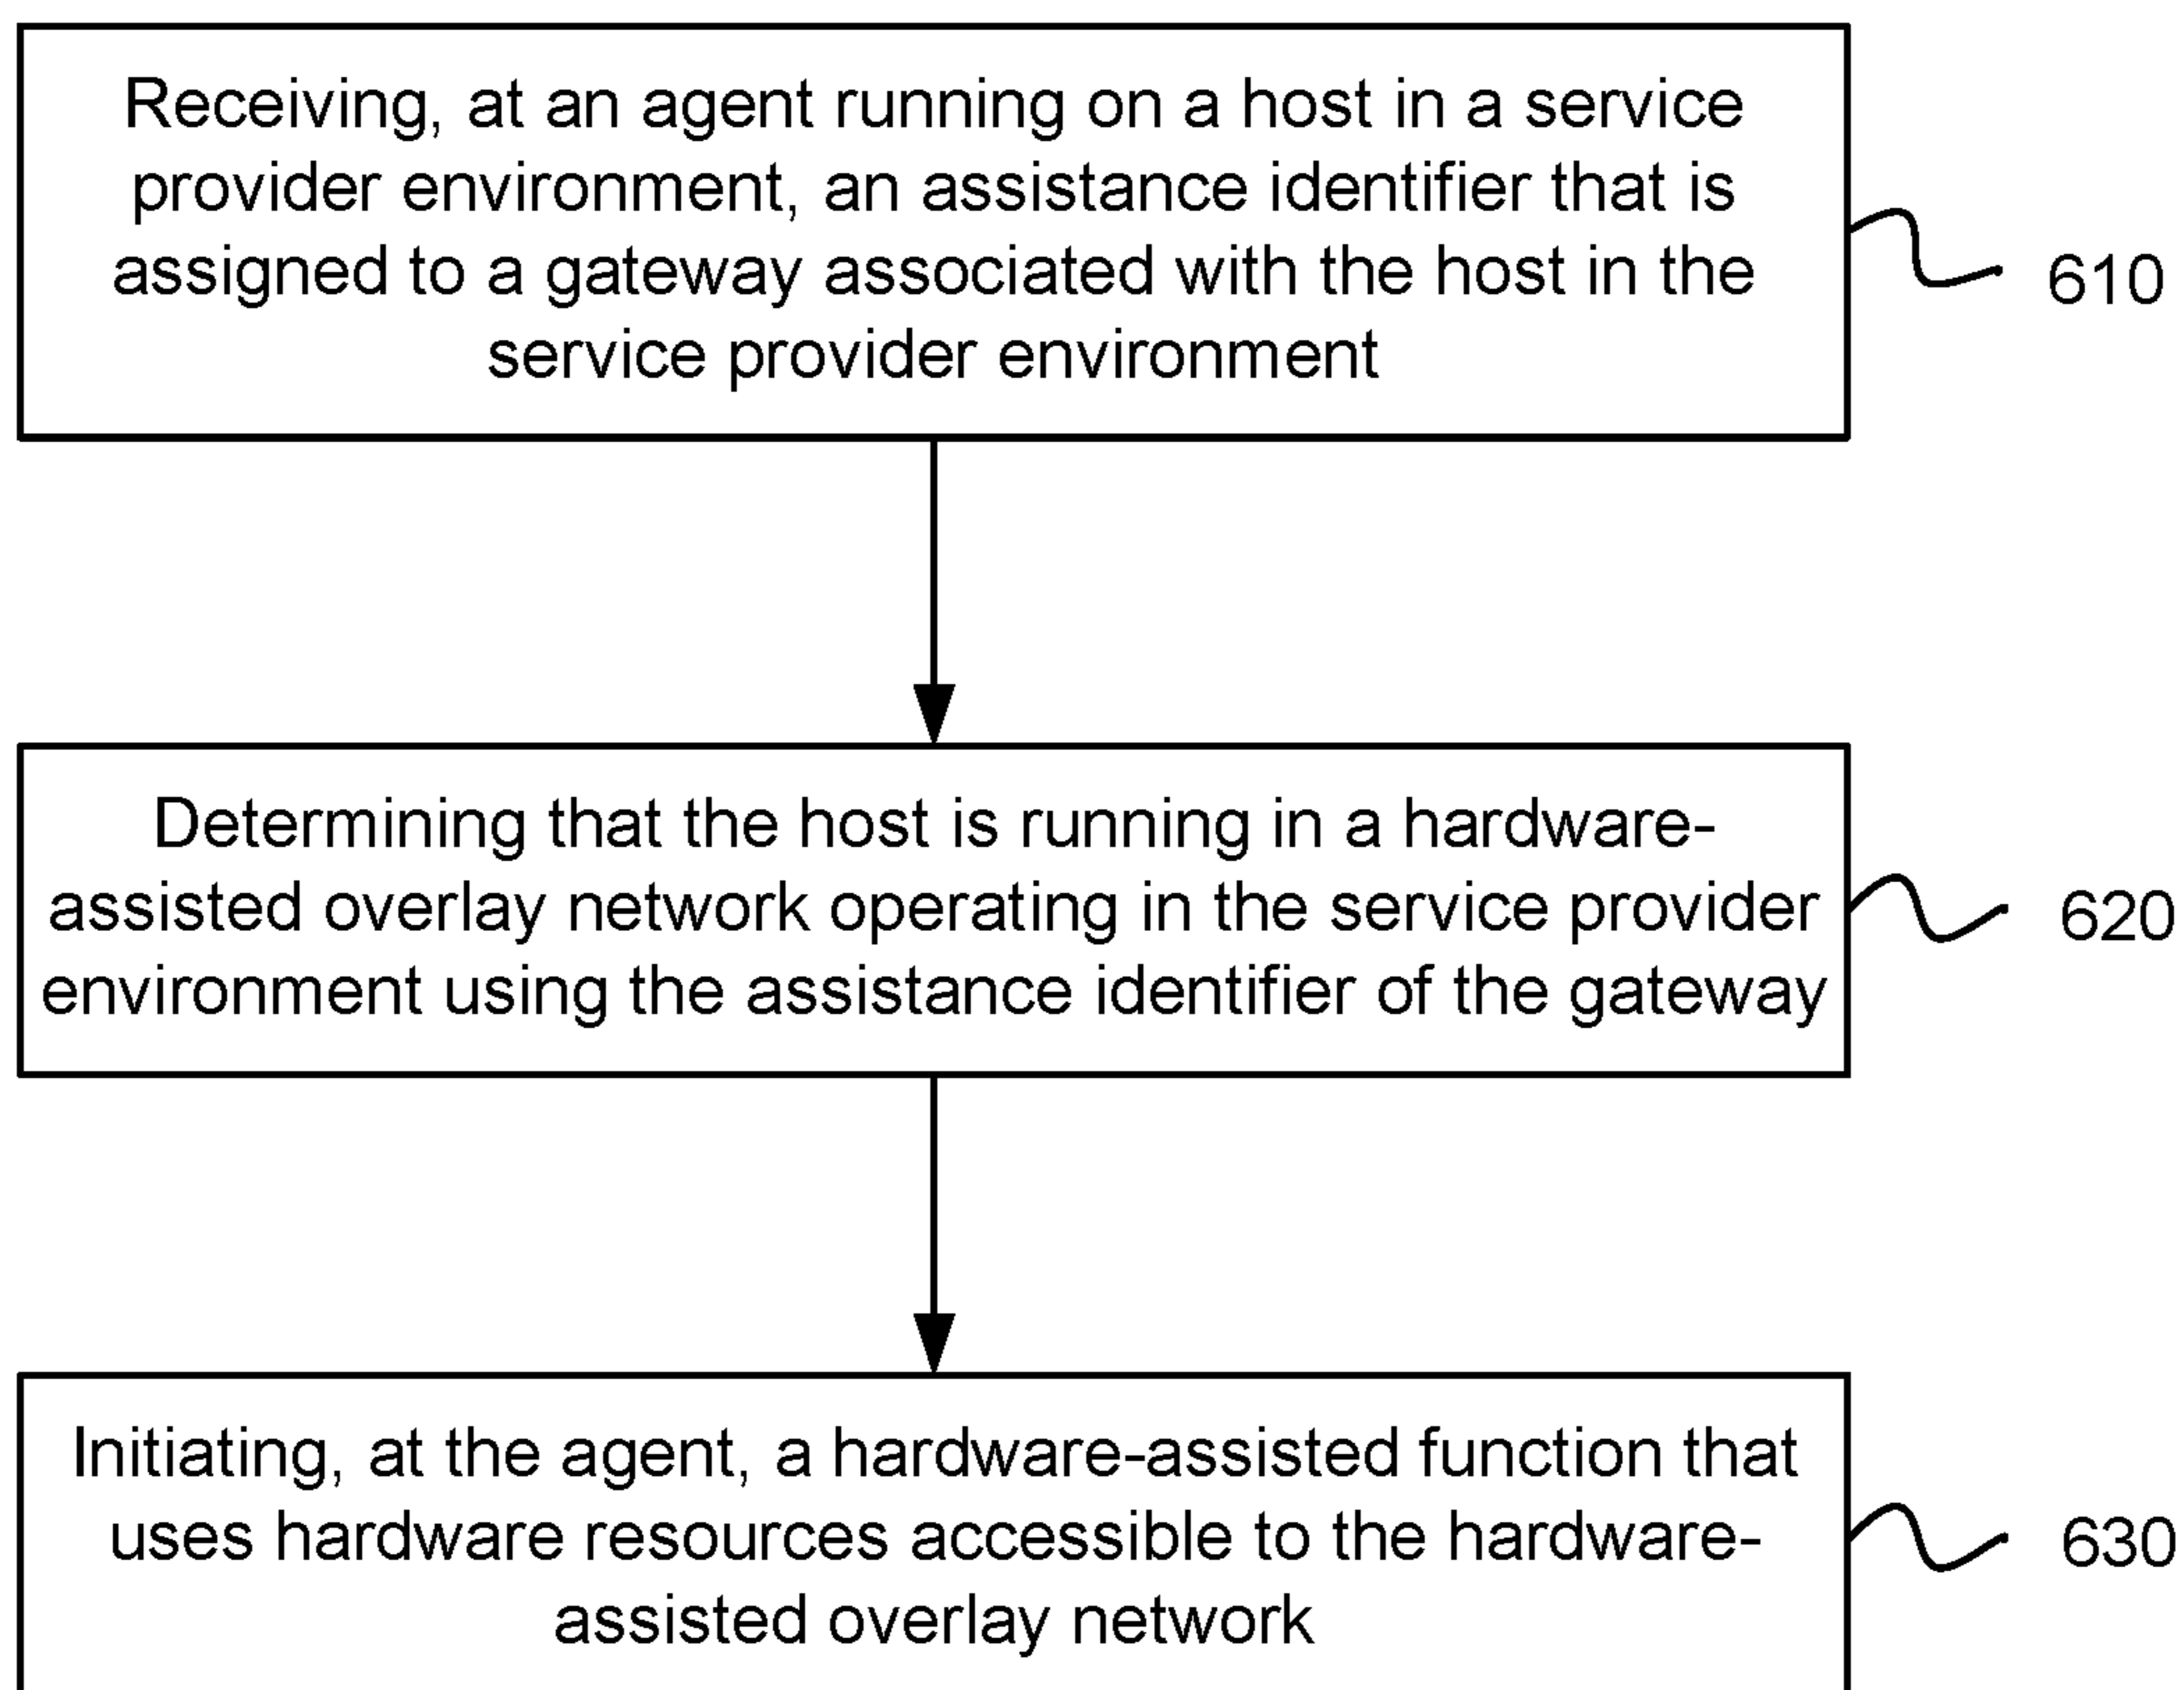 Receiving, at an agent running on a host in a service
provider environment, an assistance identifier that is
assigned to a gateway associated with the host in the
service provider environment
610
Determining that the host is running in a hardware-
assisted overlay network operating in the service provider
environment using the assistance identifier of the gateway
620
Initiating, at the agent, a hardware-assisted function that
uses hardware resources accessible to the hardware-
assisted overlay network
630